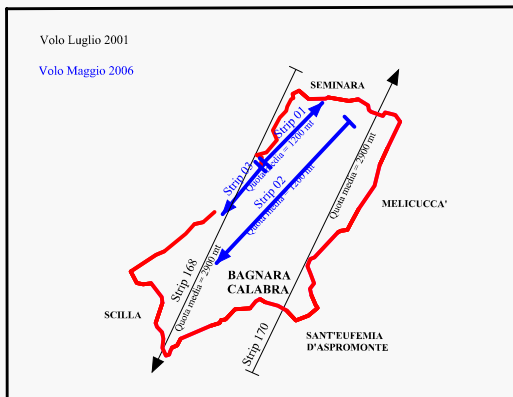 Volo Luglio 2001
Volo Maggio 2006
SEMINARA
Strip 01
Quota media = 1200 mt
Strip 03
Strip 02
Quota media = 1200 mt
Quota media = 2900 mt
MELICUCCA'
Strip 168
Quota media = 2900 mt
BAGNARA
CALABRA
SCILLA
Strip 170
SANT'EUFEMIA
D'ASPROMONTE